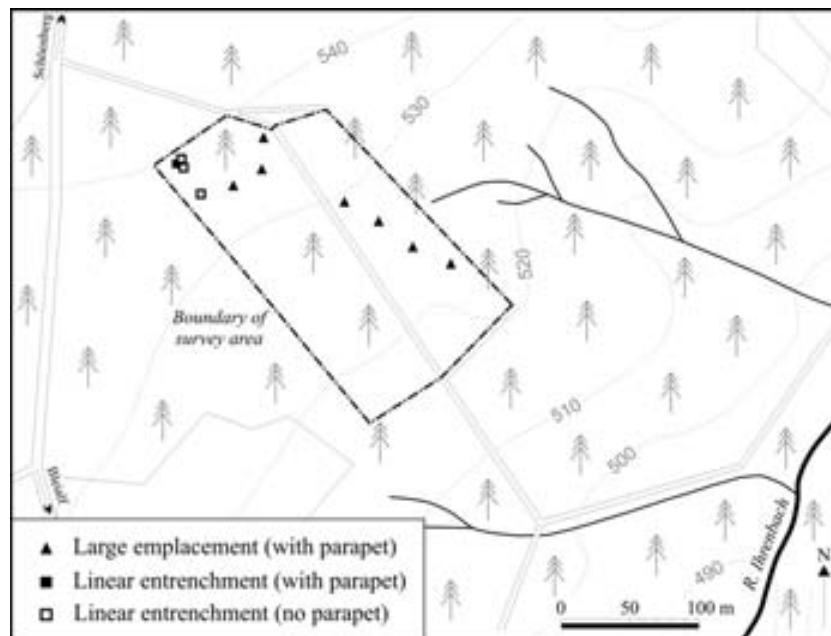 Schlonberg
540
530
520
Boundary of
survey area
510
500
Bleialf
R. Ihrenbach
490
N
Large emplacement (with parapet)
Linear entrenchment (with parapet)
Linear entrenchment (no parapet)
0 50 100 m